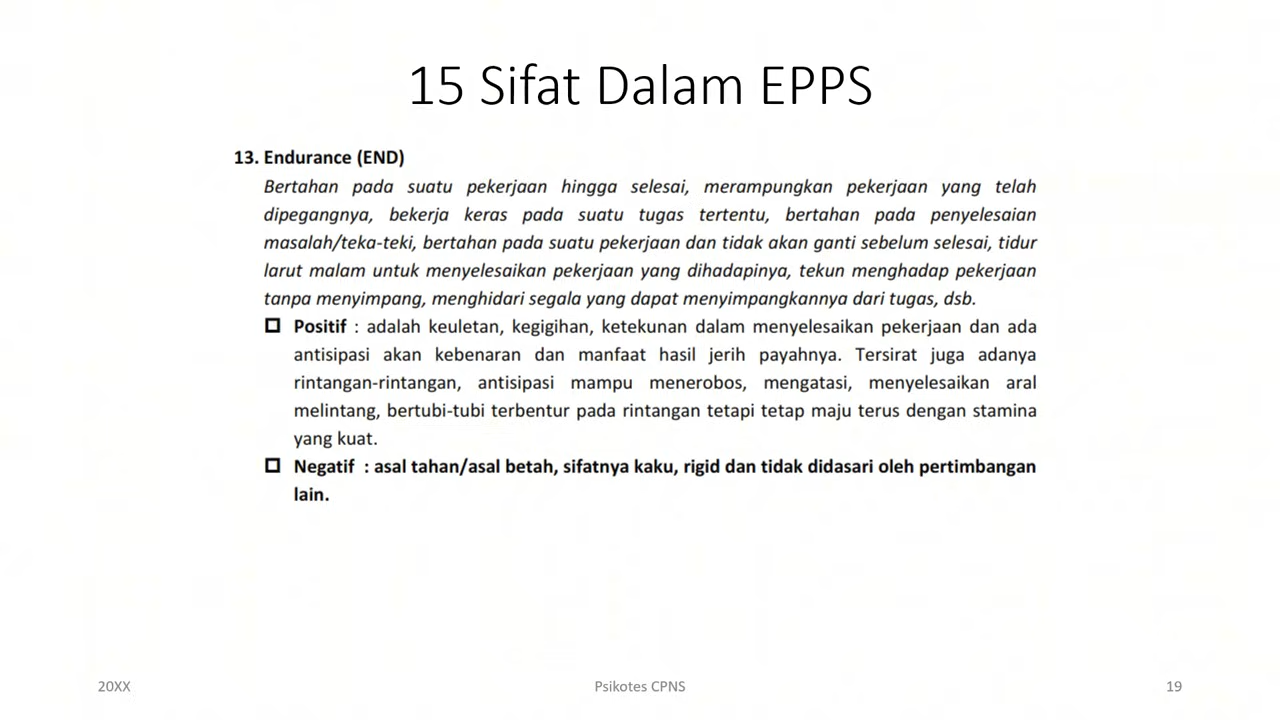 15 Sifat Dalam EPPS
13. Endurance (END)
Bertahan pada suatu pekerjaan hingga selesai, merampungkan pekerjaan yang telah
dipegangnya, bekerja keras pada suatu tugas tertentu, bertahan pada penyelesaian
masalah/teka-teki, bertahan pada suatu pekerjaan dan tidak akan ganti sebelum selesai, tidur
larut malam untuk menyelesaikan pekerjaan yang dihadapinya, tekun menghadap pekerjaan
tanpa menyimpang, menghidari segala yang dapat menyimpangkannya dari tugas, dsb.
Positif : adalah keuletan, kegigihan, ketekunan dalam menyelesaikan pekerjaan dan ada
antisipasi akan kebenaran dan manfaat hasil jerih payahnya. Tersirat juga adanya
rintangan-rintangan, antisipasi mampu menerobos, mengatasi, menyelesaikan aral
melintang, bertubi-tubi terbentur pada rintangan tetapi tetap maju terus dengan stamina
yang kuat.
Negatif : asal tahan/asal betah, sifatnya kaku, rigid dan tidak didasari oleh pertimbangan
lain.
20XX
Psikotes CPNS
19